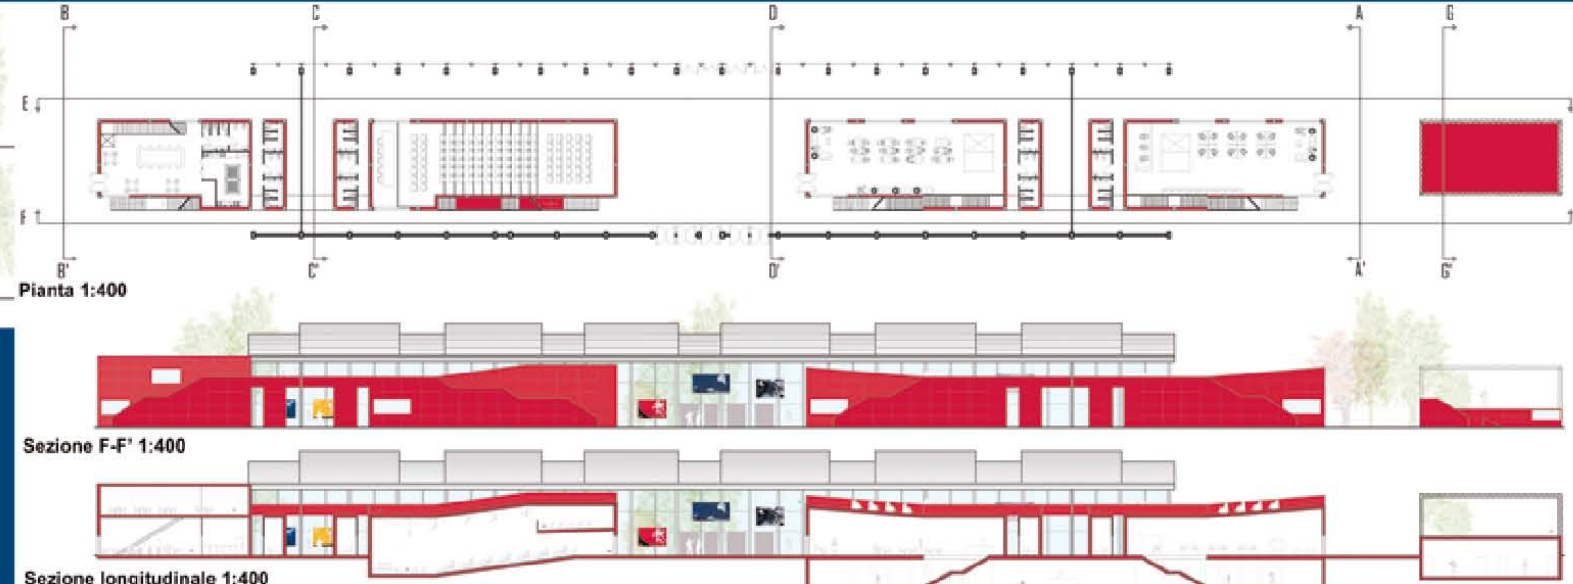 B C D A G
E
F
B' C' D' A' G'
Pianta 1:400
Sezione F-F' 1:400
Sezione longitudinale 1:400